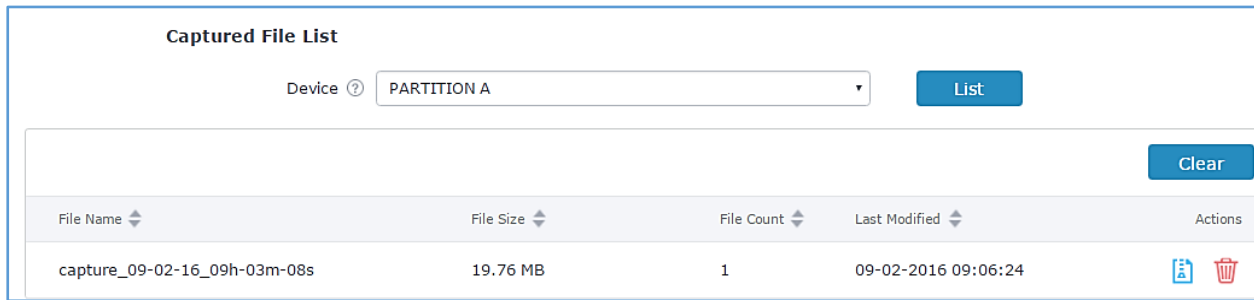 Captured File List
Device ? PARTITION A List
Clear
File Name File Size File Count Last Modified Actions
capture_09-02-16_09h-03m-08s 19.76 MB 1 09-02-2016 09:06:24